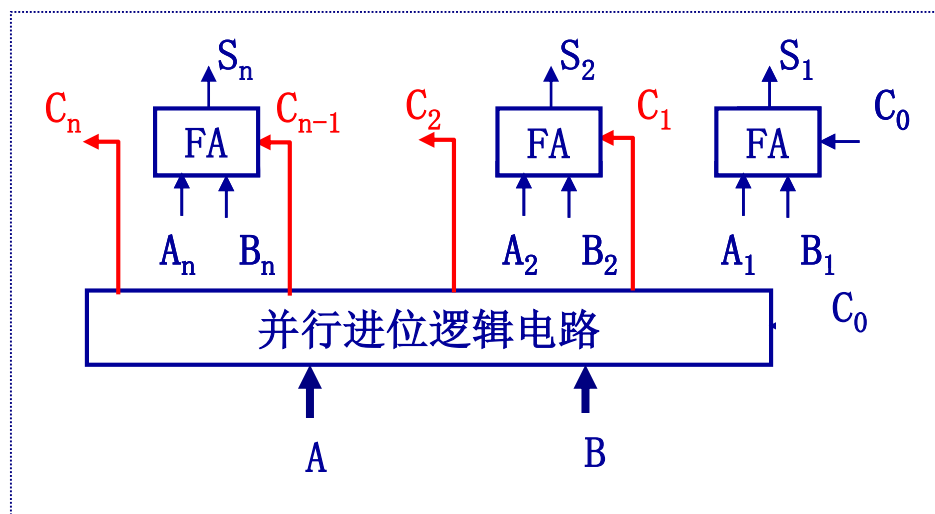 Sn S2 S1
Cn Cn-1 C2 C1 C0
FA FA FA
An Bn A2 B2 A1 B1
并行进位逻辑电路 C0
A B